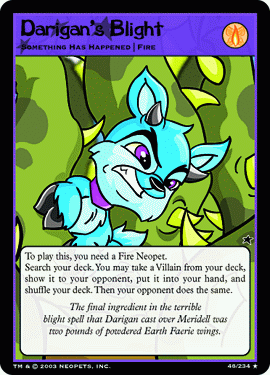 Darigan's Blight
Something Has Happened | Fire
To play this, you need a Fire Neopet.
Search your deck. You may take a Villain from your deck,
show it to your opponent, put it into your hand, and
shuffle your deck. Then your opponent does the same.
The final ingredient in the terrible
blight spell that Darigan cast over Meridell was
two pounds of powdered Earth Faerie wings.
TM & © 2003 NEOPETS, INC.
48/234 ★